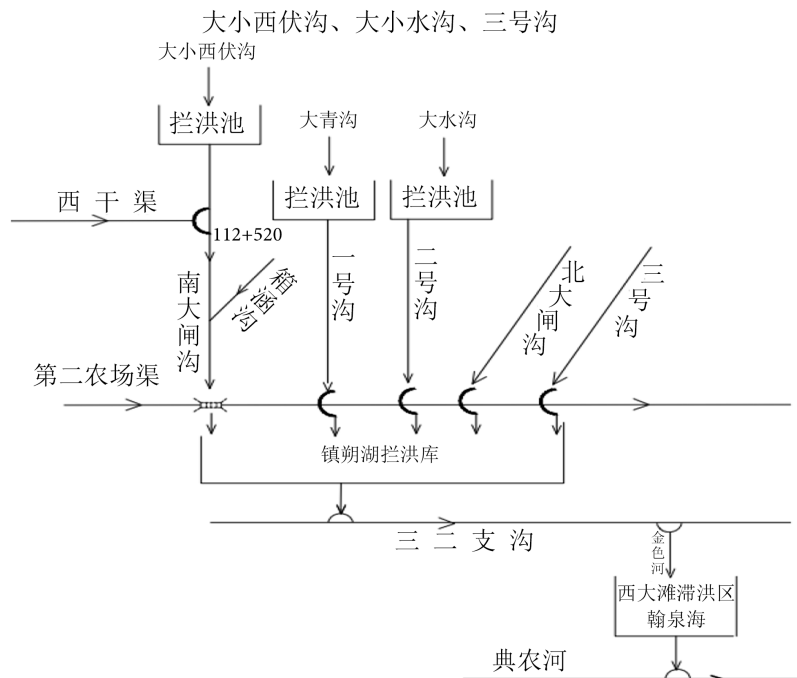 大小西伏沟、大小水沟、三号沟
大小西伏沟
拦洪池
大青沟
大水沟
拦洪池
拦洪池
西干渠
112+520
南大闸沟
箱涵沟
一号沟
二号沟
北大闸沟
三号沟
第二农场渠
镇朔湖拦洪库
三二支沟
金色河
西大滩滞洪区
翰泉海
典农河